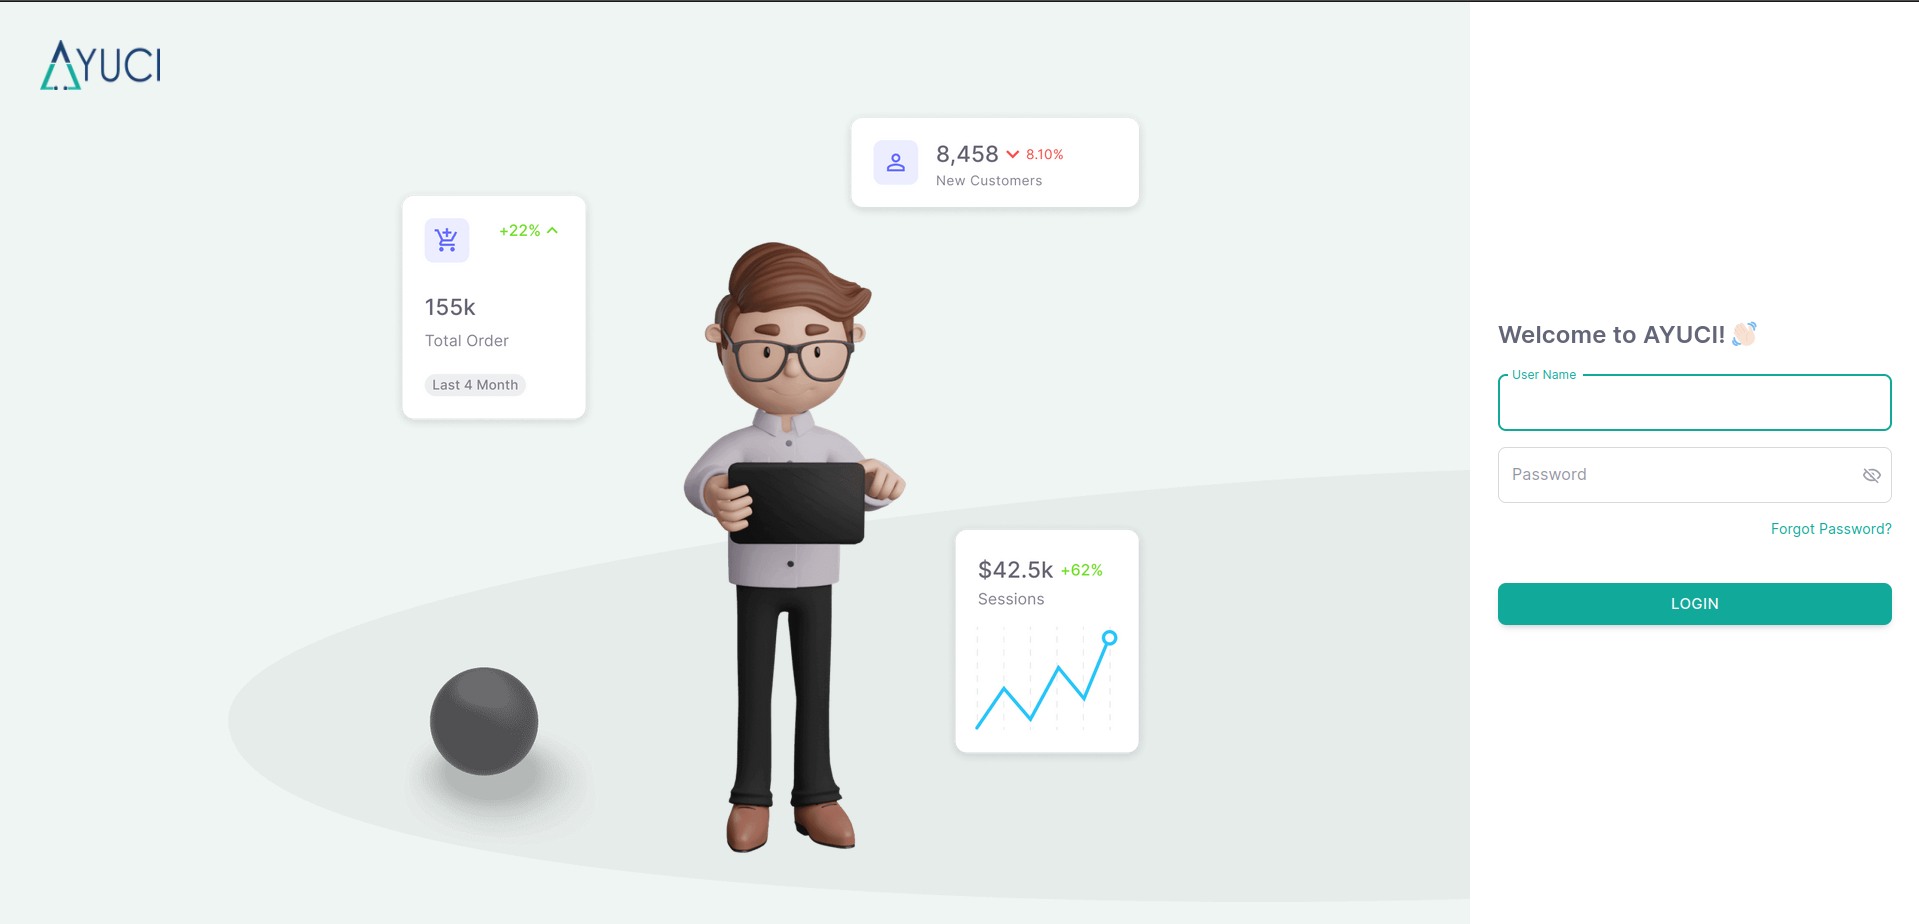 AYUCI
8,458 8.10%
New Customers
+22%
155k
Total Order
Last 4 Month
$42.5k +62%
Sessions
Welcome to AYUCI! 👋🏻
User Name
Password
Forgot Password?
LOGIN